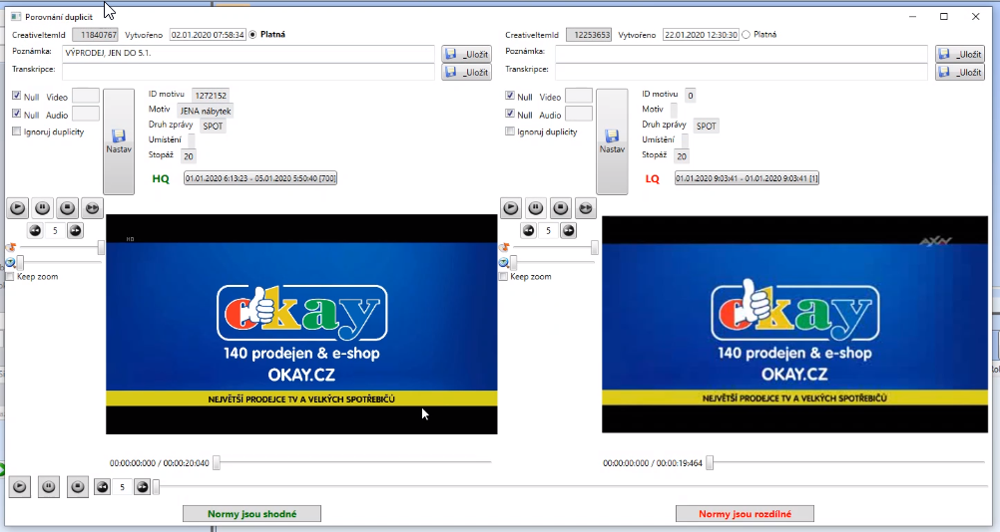 Porovnání duplicit
CreativeItemId 11840767 Vytvořeno 02.01.2020 07:58:34 Platná
Poznámka: VÝPRODEJ, JEN DO 5.1. _Uložit
Transkripce: _Uložit
Null Video
Null Audio
Ignoruj duplicity
Nastav
ID motivu 1272152
Motiv JENA nábytek
Druh zprávy SPOT
Umístění
Stopáž 20
HQ 01.01.2020 6:13:23 - 05.01.2020 5:50:40 [700]
5
Keep zoom
HD
okay
140 prodejen & e-shop
OKAY.CZ
NEJVĚTŠÍ PRODEJCE TV A VELKÝCH SPOTŘEBIČŮ
00:00:00:000 / 00:00:20:040
CreativeItemId 12253653 Vytvořeno 22.01.2020 12:30:30 Platná
Poznámka: _Uložit
Transkripce: _Uložit
Null Video
Null Audio
Ignoruj duplicity
Nastav
ID motivu 0
Motiv
Druh zprávy SPOT
Umístění
Stopáž 20
LQ 01.01.2020 9:03:41 - 01.01.2020 9:03:41 [1]
5
Keep zoom
AXN
okay
140 prodejen & e-shop
OKAY.CZ
NEJVĚTŠÍ PRODEJCE TV A VELKÝCH SPOTŘEBIČŮ
00:00:00:000 / 00:00:19:464
5
Normy jsou shodné
Normy jsou rozdílné